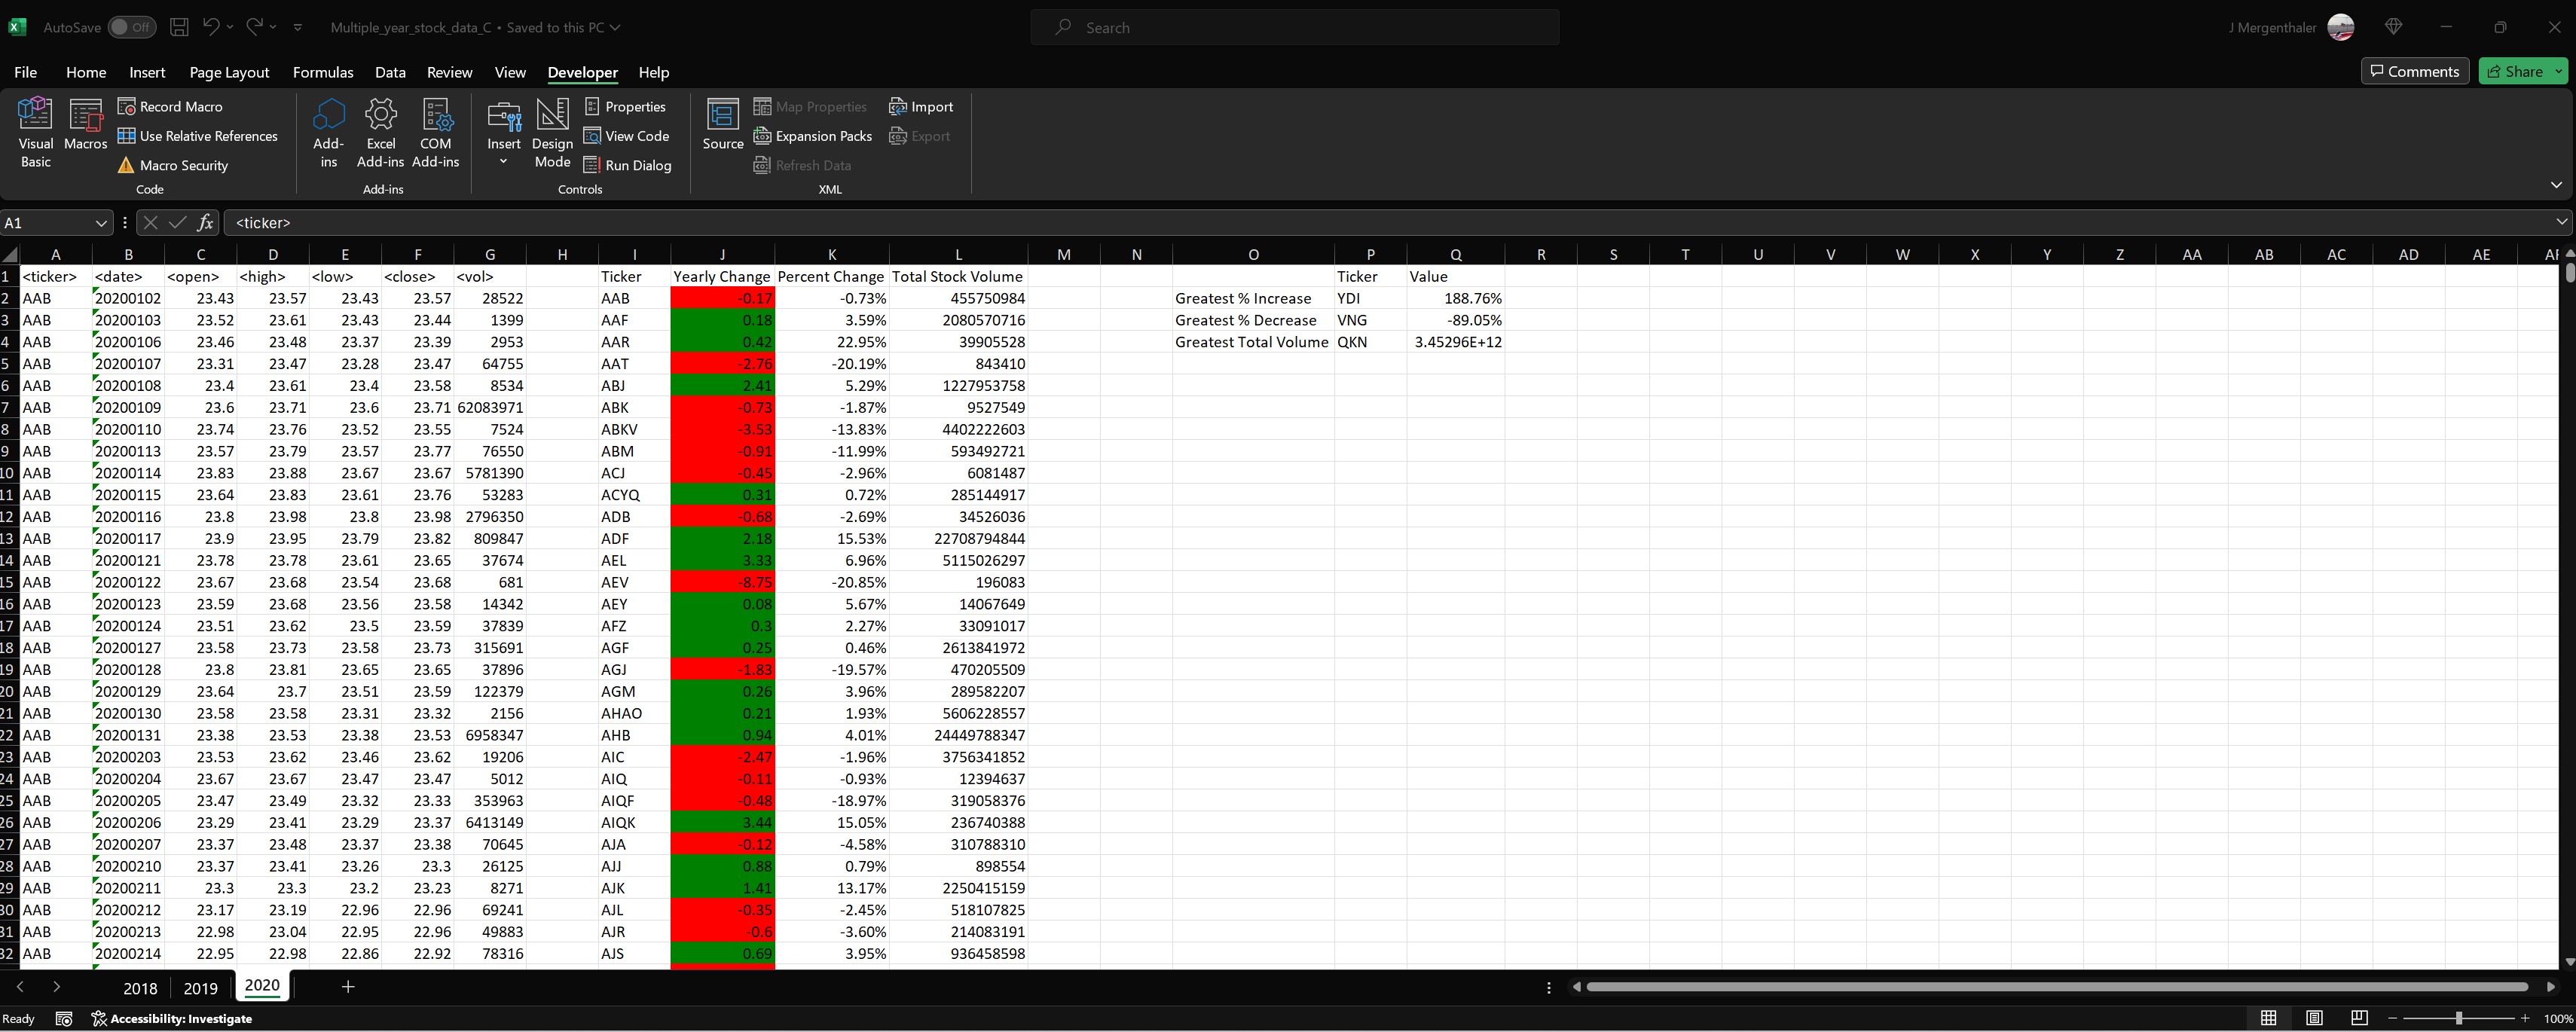 AutoSave Off Multiple_year_stock_data_C • Saved to this PC Search J Mergenthaler
File Home Insert Page Layout Formulas Data Review View Developer Help Comments Share
Visual Basic Macros Record Macro Use Relative References Macro Security Code
Add-ins Excel Add-ins COM Add-ins Add-ins
Insert Design Mode Properties View Code Run Dialog Controls
Source Map Properties Expansion Packs Refresh Data Import Export XML
A1 fx <ticker>
A B C D E F G H I J K L M N O P Q R S T U V W X Y Z AA AB AC AD AE AF
1 <ticker> <date> <open> <high> <low> <close> <vol> Ticker Yearly Change Percent Change Total Stock Volume Ticker Value
2 AAB 20200102 23.43 23.57 23.43 23.57 28522 AAB -0.17 -0.73% 455750984 Greatest % Increase YDI 188.76%
3 AAB 20200103 23.52 23.61 23.43 23.44 1399 AAF 0.18 3.59% 2080570716 Greatest % Decrease VNG -89.05%
4 AAB 20200106 23.46 23.48 23.37 23.39 2953 AAR 0.42 22.95% 39905528 Greatest Total Volume QKN 3.45296E+12
5 AAB 20200107 23.31 23.47 23.28 23.47 64755 AAT -2.76 -20.19% 843410
6 AAB 20200108 23.4 23.61 23.4 23.58 8534 ABJ 2.41 5.29% 1227953758
7 AAB 20200109 23.6 23.71 23.6 23.71 62083971 ABK -0.73 -1.87% 9527549
8 AAB 20200110 23.74 23.76 23.52 23.55 7524 ABKV -3.53 -13.83% 4402222603
9 AAB 20200113 23.57 23.79 23.57 23.77 76550 ABM -0.91 -11.99% 593492721
10 AAB 20200114 23.83 23.88 23.67 23.67 5781390 ACJ -0.45 -2.96% 6081487
11 AAB 20200115 23.64 23.83 23.61 23.76 53283 ACYQ 0.31 0.72% 285144917
12 AAB 20200116 23.8 23.98 23.8 23.98 2796350 ADB -0.68 -2.69% 34526036
13 AAB 20200117 23.9 23.95 23.79 23.82 809847 ADF 2.18 15.53% 22708794844
14 AAB 20200121 23.78 23.78 23.61 23.65 37674 AEL 3.33 6.96% 5115026297
15 AAB 20200122 23.67 23.68 23.54 23.68 681 AEV -8.75 -20.85% 196083
16 AAB 20200123 23.59 23.68 23.56 23.58 14342 AEY 0.08 5.67% 14067649
17 AAB 20200124 23.51 23.62 23.5 23.59 37839 AFZ 0.3 2.27% 33091017
18 AAB 20200127 23.58 23.73 23.58 23.73 315691 AGF 0.25 0.46% 2613841972
19 AAB 20200128 23.8 23.81 23.65 23.65 37896 AGJ -1.83 -19.57% 470205509
20 AAB 20200129 23.64 23.7 23.51 23.59 122379 AGM 0.26 3.96% 289582207
21 AAB 20200130 23.58 23.58 23.31 23.32 2156 AHAO 0.21 1.93% 5606228557
22 AAB 20200131 23.38 23.53 23.38 23.53 6958347 AHB 0.94 4.01% 24449788347
23 AAB 20200203 23.53 23.62 23.46 23.62 19206 AIC -2.47 -1.96% 3756341852
24 AAB 20200204 23.67 23.67 23.47 23.47 5012 AIQ -0.11 -0.93% 12394637
25 AAB 20200205 23.47 23.49 23.32 23.33 353963 AIQF -0.48 -18.97% 319058376
26 AAB 20200206 23.29 23.41 23.29 23.37 6413149 AIQK 3.44 15.05% 236740388
27 AAB 20200207 23.37 23.48 23.37 23.38 70645 AJA -0.12 -4.58% 310788310
28 AAB 20200210 23.37 23.41 23.26 23.3 26125 AJJ 0.88 0.79% 898554
29 AAB 20200211 23.3 23.3 23.2 23.23 8271 AJK 1.41 13.17% 2250415159
30 AAB 20200212 23.17 23.19 22.96 22.96 69241 AJL -0.35 -2.45% 518107825
31 AAB 20200213 22.98 23.04 22.95 22.96 49883 AJR -0.6 -3.60% 214083191
32 AAB 20200214 22.95 22.98 22.86 22.92 78316 AJS 0.69 3.95% 936458598
2018 2019 2020
Ready Accessibility: Investigate 100%